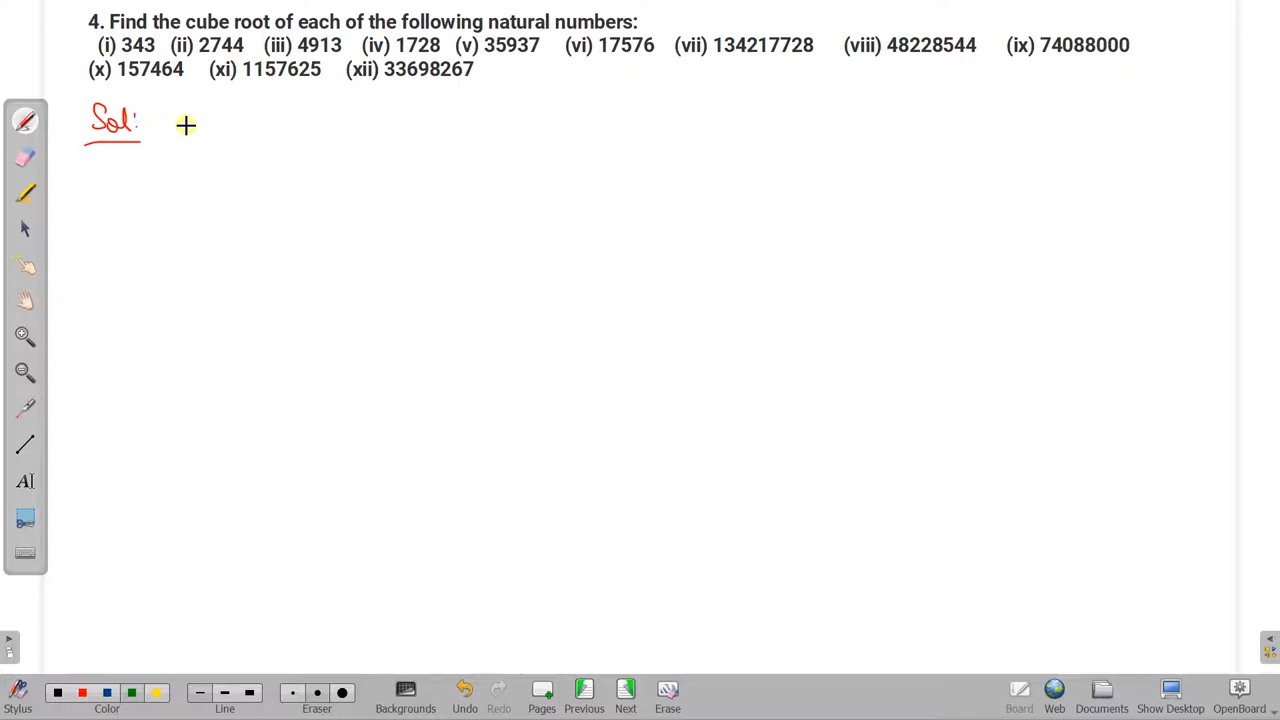 4. Find the cube root of each of the following natural numbers:
(i) 343 (ii) 2744 (iii) 4913 (iv) 1728 (v) 35937 (vi) 17576 (vii) 134217728 (viii) 48228544 (ix) 74088000
(x) 157464 (xi) 1157625 (xii) 33698267
Sol:
AI
Stylus Color Line Eraser Backgrounds Undo Redo Pages Previous Next Erase Board Web Documents Show Desktop OpenBoard